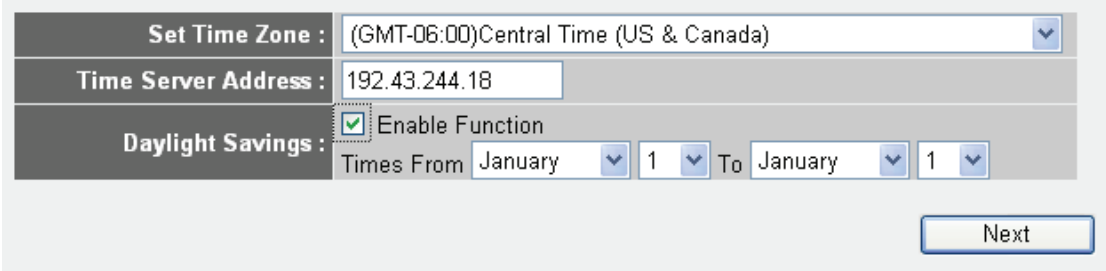 Set Time Zone : (GMT-06:00)Central Time (US & Canada)
Time Server Address : 192.43.244.18
Daylight Savings : Enable Function
Times From January 1 To January 1
Next